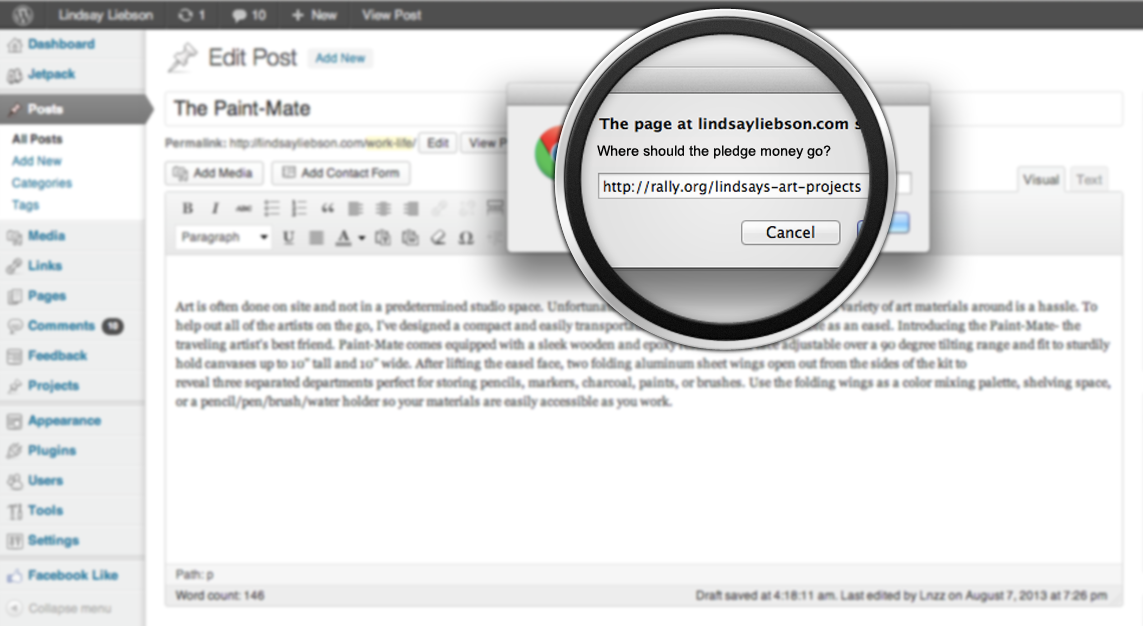 Lindsay Liebson 1 10 + New View Post
Dashboard
Jetpack
Posts
All Posts
Add New
Categories
Tags
Media
Links
Pages
Comments 10
Feedback
Projects
Appearance
Plugins
Users
Tools
Settings
Facebook Like
Collapse menu
Edit Post Add New
The Paint-Mate
Permalink: http://lindsayliebson.com/work-life/ Edit View P
Add Media Add Contact Form
Visual Text
B I ABC
Paragraph U A Ω
The page at lindsayliebson.com s
Where should the pledge money go?
http://rally.org/lindsays-art-projects
Cancel
Art is often done on site and not in a predetermined studio space. Unfortuna variety of art materials around is a hassle. To
help out all of the artists on the go, I've designed a compact and easily transporta as an easel. Introducing the Paint-Mate- the
traveling artist's best friend. Paint-Mate comes equipped with a sleek wooden and epoxy adjustable over a 90 degree tilting range and fit to sturdily
hold canvases up to 10" tall and 10" wide. After lifting the easel face, two folding aluminum sheet wings open out from the sides of the kit to
reveal three separated departments perfect for storing pencils, markers, charcoal, paints, or brushes. Use the folding wings as a color mixing palette, shelving space,
or a pencil/pen/brush/water holder so your materials are easily accessible as you work.
Path: p
Word count: 146 Draft saved at 4:18:11 am. Last edited by Lnzz on August 7, 2013 at 7:26 pm